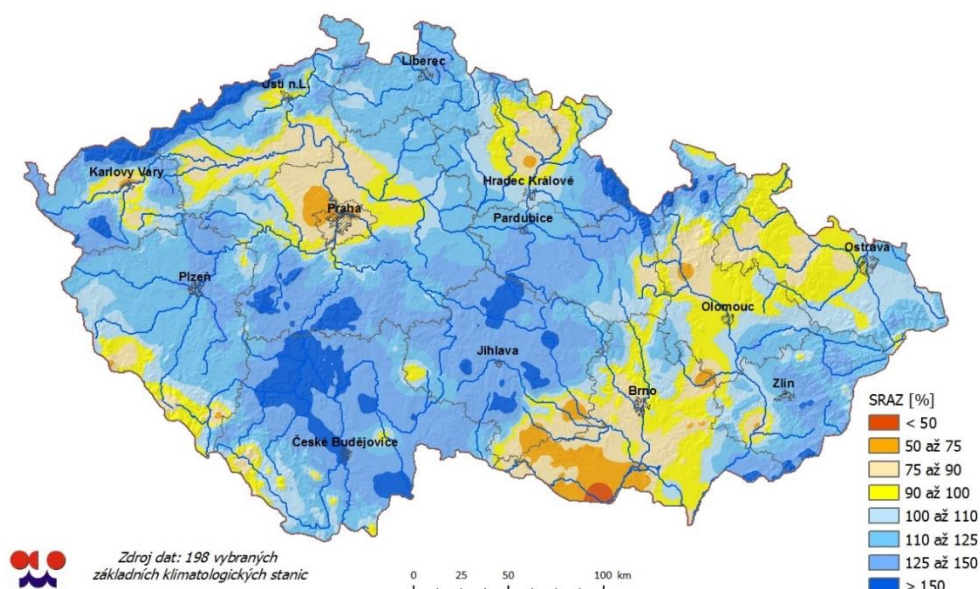 Liberec
Ústí n.L.
Karlovy Váry
Hradec Králové
Praha
Pardubice
Ostrava
Plzeň
Olomouc
Jihlava
Zlín
Brno
České Budějovice
SRAZ [%]
< 50
50 až 75
75 až 90
90 až 100
100 až 110
110 až 125
125 až 150
> 150
Zdroj dat: 198 vybraných
základních klimatologických stanic
0 25 50 100 km